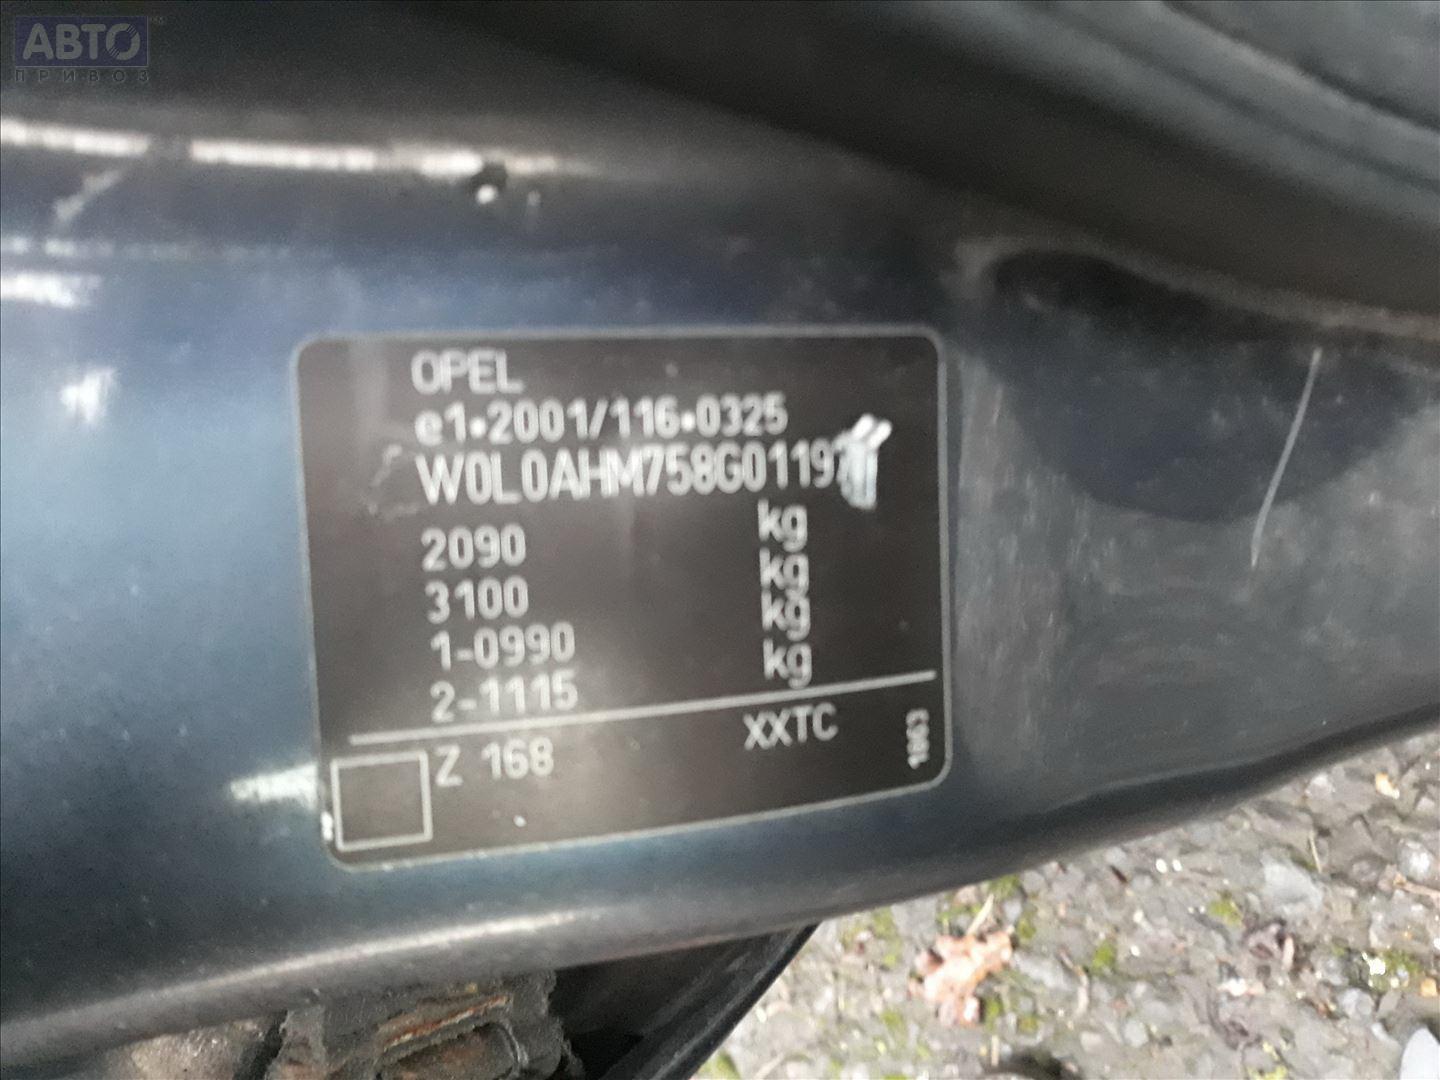 АВТО
ПРИВОЗ
OPEL
e1•2001/116•0325
W0L0AHM758G0119
2090 kg
3100 kg
1-0990 kg
2-1115 kg
Z 168 XXTC
1863